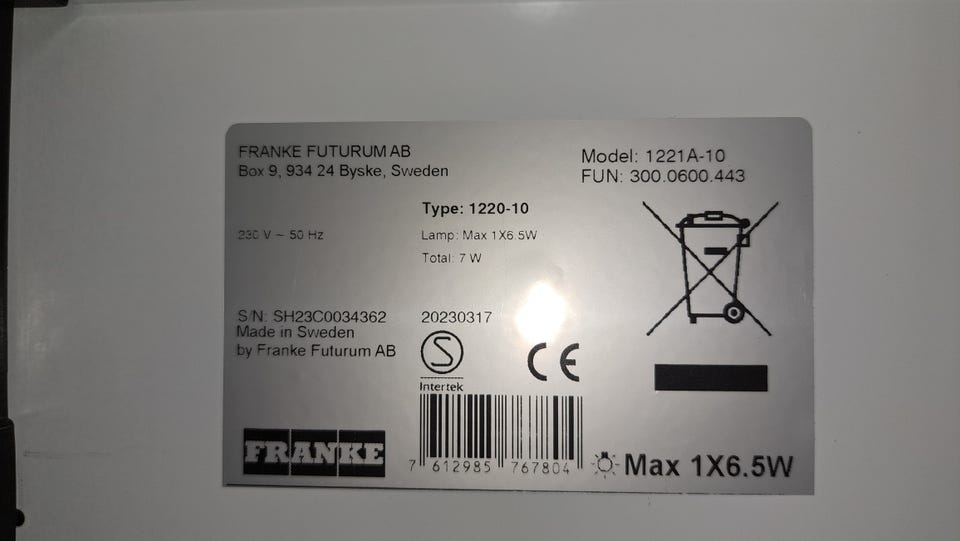 FRANKE FUTURUM AB
Box 9, 934 24 Byske, Sweden
Model: 1221A-10
FUN: 300.0600.443
Type: 1220-10
230 V ~ 50 Hz
Lamp: Max 1X6.5W
Total: 7 W
S/N: SH23C0034362
20230317
Made in Sweden
by Franke Futurum AB
S
Intertek
CE
FRANKE
7 612985 767804
Max 1X6.5W